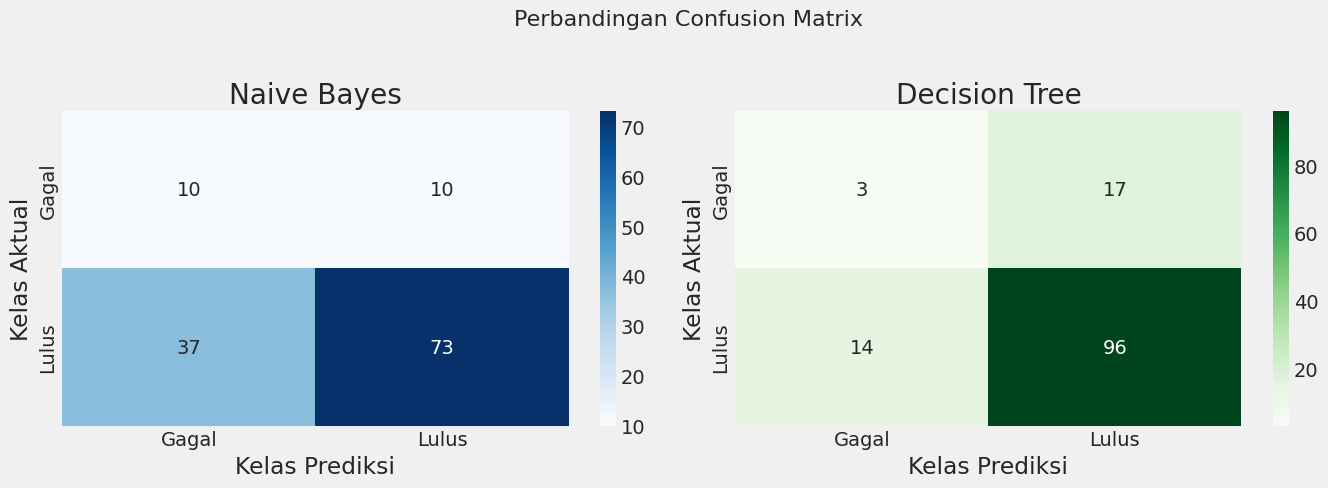 Perbandingan Confusion Matrix
Naive Bayes
Kelas Aktual
Gagal
Lulus
10
10
37
73
Gagal
Lulus
Kelas Prediksi
70
60
50
40
30
20
10
Decision Tree
Kelas Aktual
Gagal
Lulus
3
17
14
96
Gagal
Lulus
Kelas Prediksi
80
60
40
20